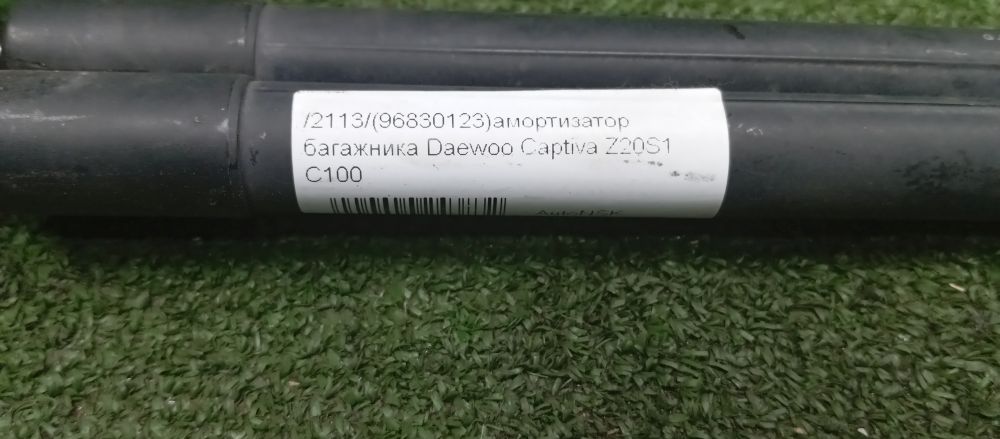 /2113/(96830123)амортизатор
багажника Daewoo Captiva Z20S1
C100